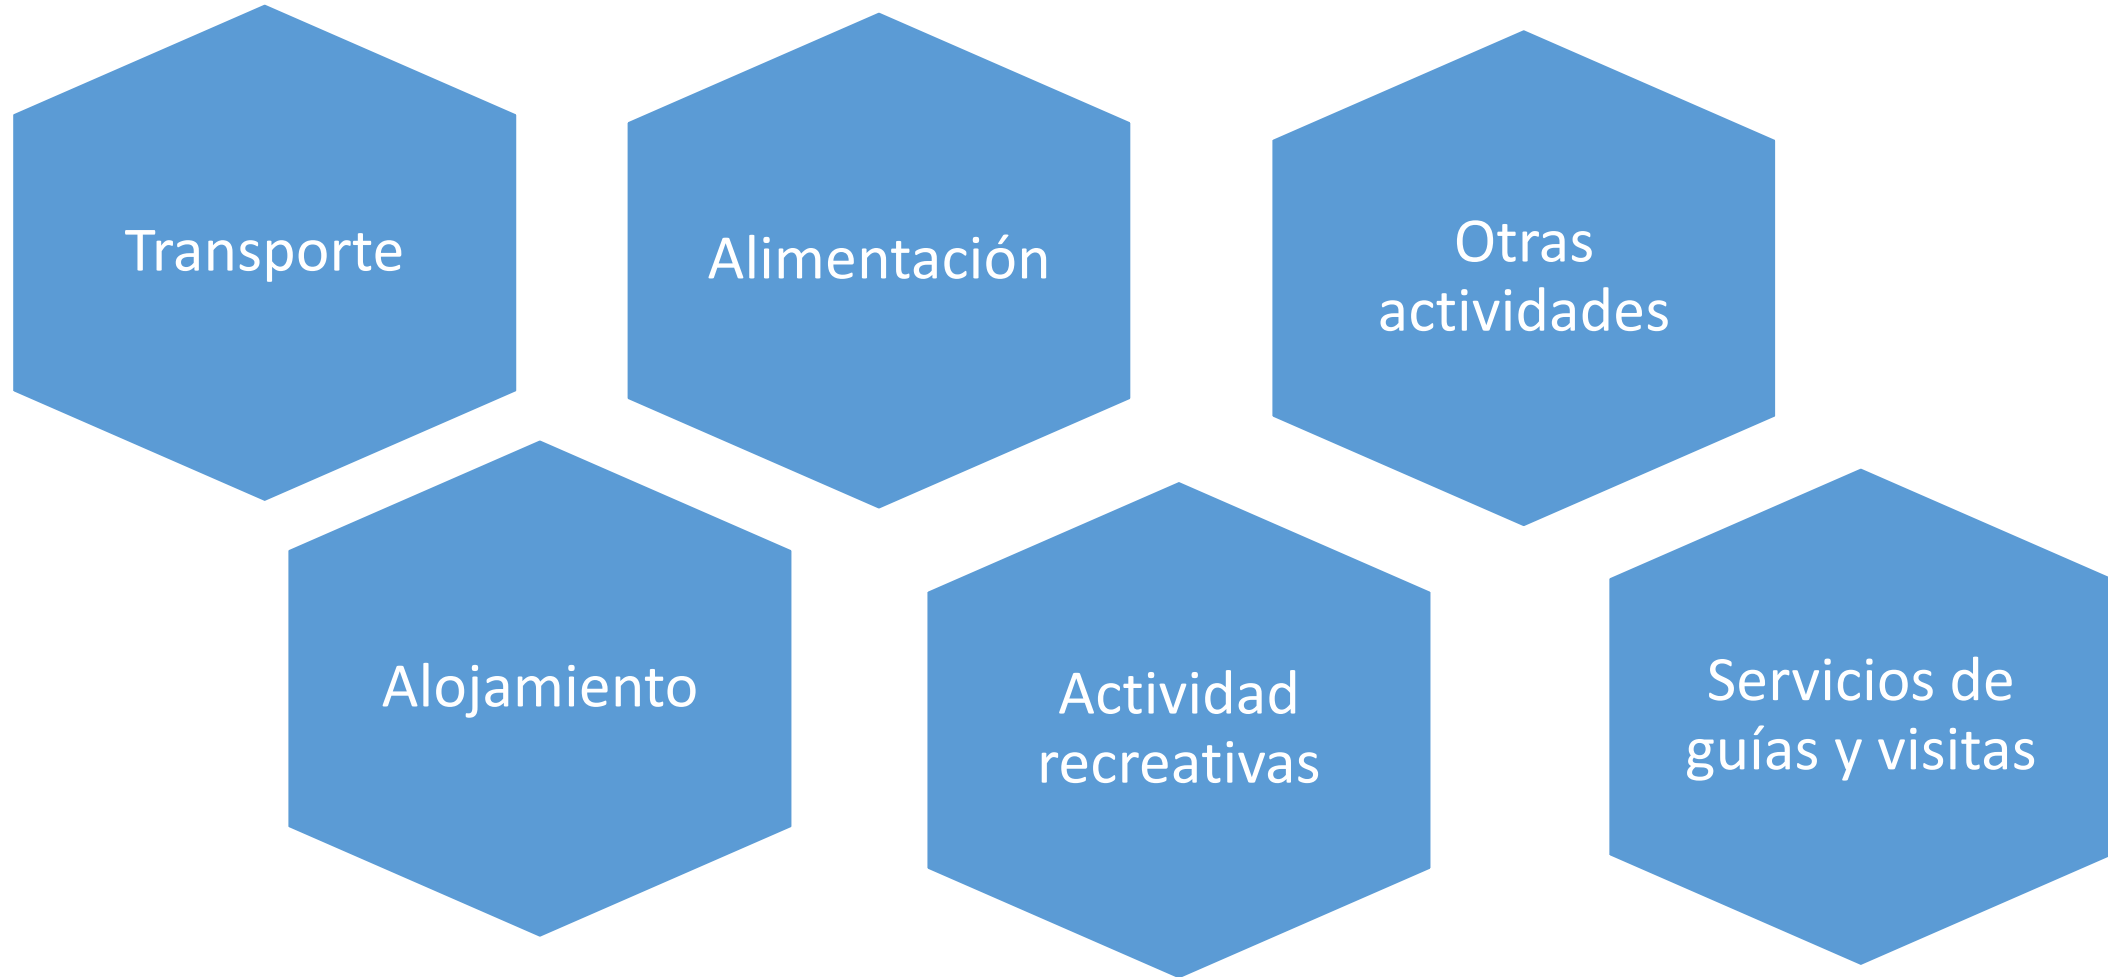 Transporte
Alimentación
Otras
actividades
Alojamiento
Actividad
recreativas
Servicios de
guías y visitas